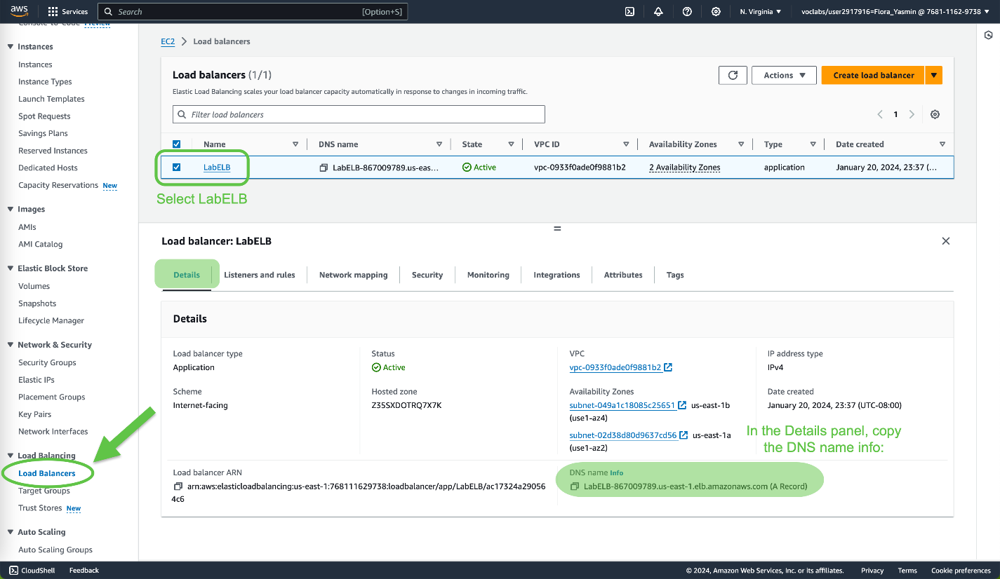 aws
Services
Search
[Option+S]
N. Virginia
voclabs/user2917916=Flora_Yasmin @ 7681-1162-9738
Console-to-Code Preview
Instances
Instances
Instance Types
Launch Templates
Spot Requests
Savings Plans
Reserved Instances
Dedicated Hosts
Capacity Reservations New
Images
AMIs
AMI Catalog
Elastic Block Store
Volumes
Snapshots
Lifecycle Manager
Network & Security
Security Groups
Elastic IPs
Placement Groups
Key Pairs
Network Interfaces
Load Balancing
Load Balancers
Target Groups
Trust Stores New
Auto Scaling
Auto Scaling Groups
EC2 > Load balancers
Load balancers (1/1)
Actions
Create load balancer
Elastic Load Balancing scales your load balancer capacity automatically in response to changes in incoming traffic.
Filter load balancers
1
Name
DNS name
State
VPC ID
Availability Zones
Type
Date created
LabELB
LabELB-867009789.us-eas...
Active
vpc-0933f0ade0f9881b2
2 Availability Zones
application
January 20, 2024, 23:37 (...
Select LabELB
Load balancer: LabELB
Details
Listeners and rules
Network mapping
Security
Monitoring
Integrations
Attributes
Tags
Details
Load balancer type
Application
Status
Active
VPC
vpc-0933f0ade0f9881b2
IP address type
IPv4
Scheme
Internet-facing
Hosted zone
Z35SXDOTRQ7X7K
Availability Zones
subnet-049a1c18085c25651 us-east-1b
(use1-az4)
subnet-02d38d80d9637cd56 us-east-1a
(use1-az2)
Date created
January 20, 2024, 23:37 (UTC-08:00)
In the Details panel, copy
the DNS name info:
Load balancer ARN
arn:aws:elasticloadbalancing:us-east-1:768111629738:loadbalancer/app/LabELB/ac17324a29056
4c6
DNS name Info
LabELB-867009789.us-east-1.elb.amazonaws.com (A Record)
CloudShell
Feedback
© 2024, Amazon Web Services, Inc. or its affiliates.
Privacy
Terms
Cookie preferences